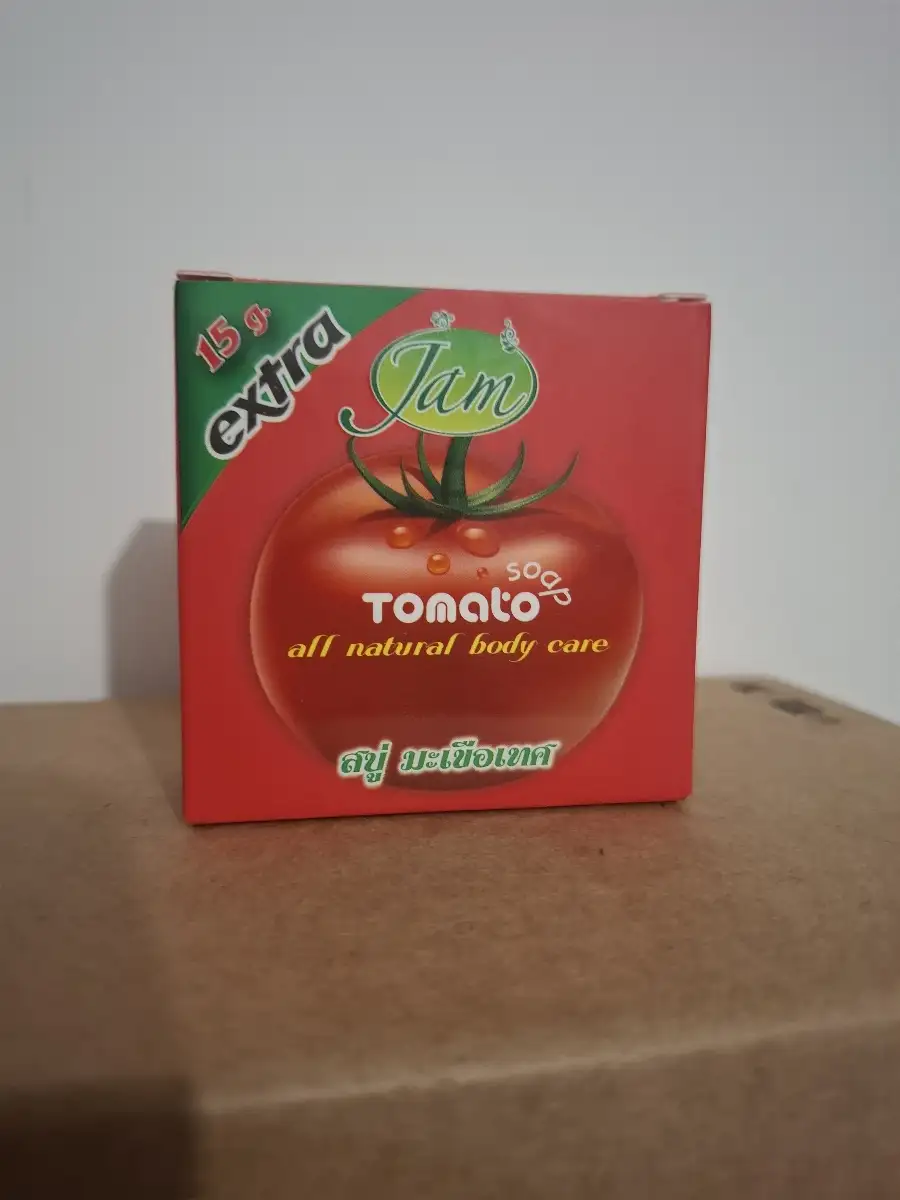 15 g.
extra
Jam
Tomato soap
all natural body care
สบู่ มะเขือเทศ